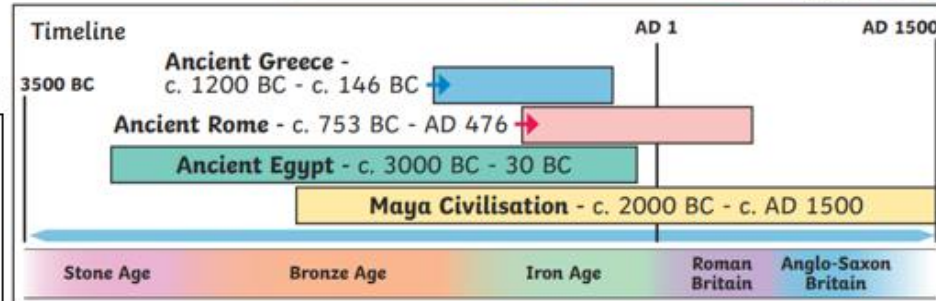 Timeline
AD 1
AD 1500
3500 BC
Ancient Greece -
c. 1200 BC - c. 146 BC
Ancient Rome - c. 753 BC - AD 476
Ancient Egypt - c. 3000 BC - 30 BC
Maya Civilisation - c. 2000 BC - c. AD 1500
Stone Age
Bronze Age
Iron Age
Roman
Britain
Anglo-Saxon
Britain